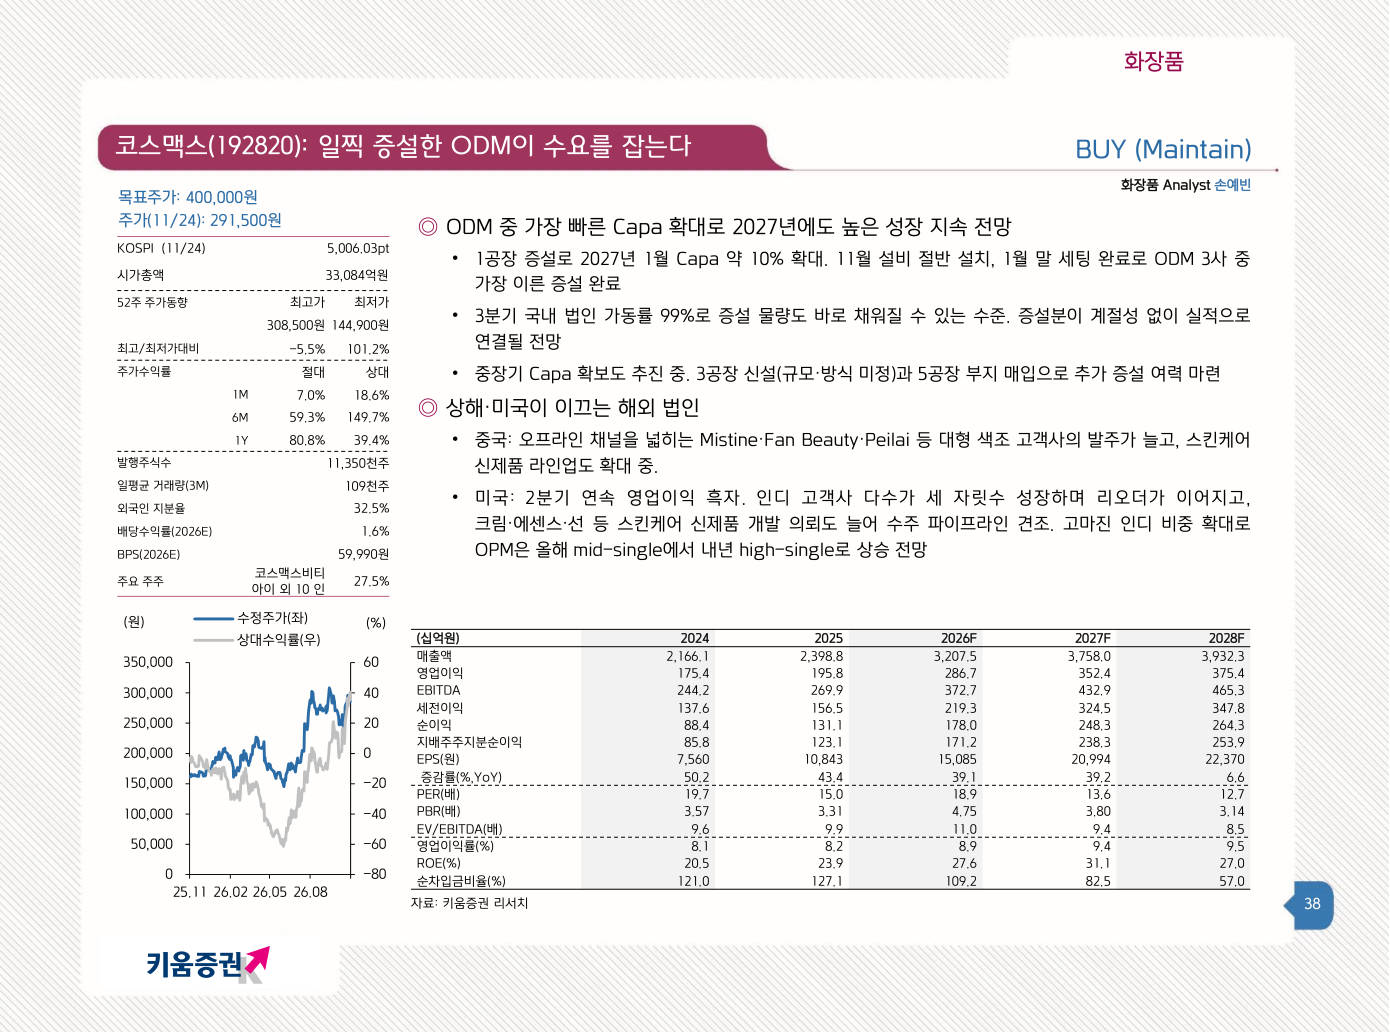 화장품
코스맥스(192820): 일찍 증설한 ODM이 수요를 잡는다
BUY (Maintain)
화장품 Analyst 손예빈
목표주가: 400,000원
주가(11/24): 291,500원
KOSPI (11/24) 5,006.03pt
시가총액 33,084억원
52주 주가동향 최고가 최저가
308,500원 144,900원
최고/최저가대비 -5.5% 101.2%
주가수익률 절대 상대
1M 7.0% 18.6%
6M 59.3% 149.7%
1Y 80.8% 39.4%
발행주식수 11,350천주
일평균 거래량(3M) 109천주
외국인 지분율 32.5%
배당수익률(2026E) 1.6%
BPS(2026E) 59,990원
주요 주주 코스맥스비티
아이 외 10 인 27.5%
(원) 수정주가(좌) (%)
상대수익률(우)
350,000 60
300,000 40
250,000 20
200,000 0
150,000 -20
100,000 -40
50,000 -60
0 -80
25.11 26.02 26.05 26.08
◎ ODM 중 가장 빠른 Capa 확대로 2027년에도 높은 성장 지속 전망
• 1공장 증설로 2027년 1월 Capa 약 10% 확대. 11월 설비 절반 설치, 1월 말 세팅 완료로 ODM 3사 중
가장 이른 증설 완료
• 3분기 국내 법인 가동률 99%로 증설 물량도 바로 채워질 수 있는 수준. 증설분이 계절성 없이 실적으로
연결될 전망
• 중장기 Capa 확보도 추진 중. 3공장 신설(규모·방식 미정)과 5공장 부지 매입으로 추가 증설 여력 마련
◎ 상해·미국이 이끄는 해외 법인
• 중국: 오프라인 채널을 넓히는 Mistine·Fan Beauty·Peilai 등 대형 색조 고객사의 발주가 늘고, 스킨케어
신제품 라인업도 확대 중.
• 미국: 2분기 연속 영업이익 흑자. 인디 고객사 다수가 세 자릿수 성장하며 리오더가 이어지고,
크림·에센스·선 등 스킨케어 신제품 개발 의뢰도 늘어 수주 파이프라인 견조. 고마진 인디 비중 확대로
OPM은 올해 mid-single에서 내년 high-single로 상승 전망
(십억원) 2024 2025 2026F 2027F 2028F
매출액 2,166.1 2,398.8 3,207.5 3,758.0 3,932.3
영업이익 175.4 195.8 286.7 352.4 375.4
EBITDA 244.2 269.9 372.7 432.9 465.3
세전이익 137.6 156.5 219.3 324.5 347.8
순이익 88.4 131.1 178.0 248.3 264.3
지배주주지분순이익 85.8 123.1 171.2 238.3 253.9
EPS(원) 7,560 10,843 15,085 20,994 22,370
증감률(%,YoY) 50.2 43.4 39.1 39.2 6.6
PER(배) 19.7 15.0 18.9 13.6 12.7
PBR(배) 3.57 3.31 4.75 3.80 3.14
EV/EBITDA(배) 9.6 9.9 11.0 9.4 8.5
영업이익률(%) 8.1 8.2 8.9 9.4 9.5
ROE(%) 20.5 23.9 27.6 31.1 27.0
순차입금비율(%) 121.0 127.1 109.2 82.5 57.0
자료: 키움증권 리서치
38
키움증권